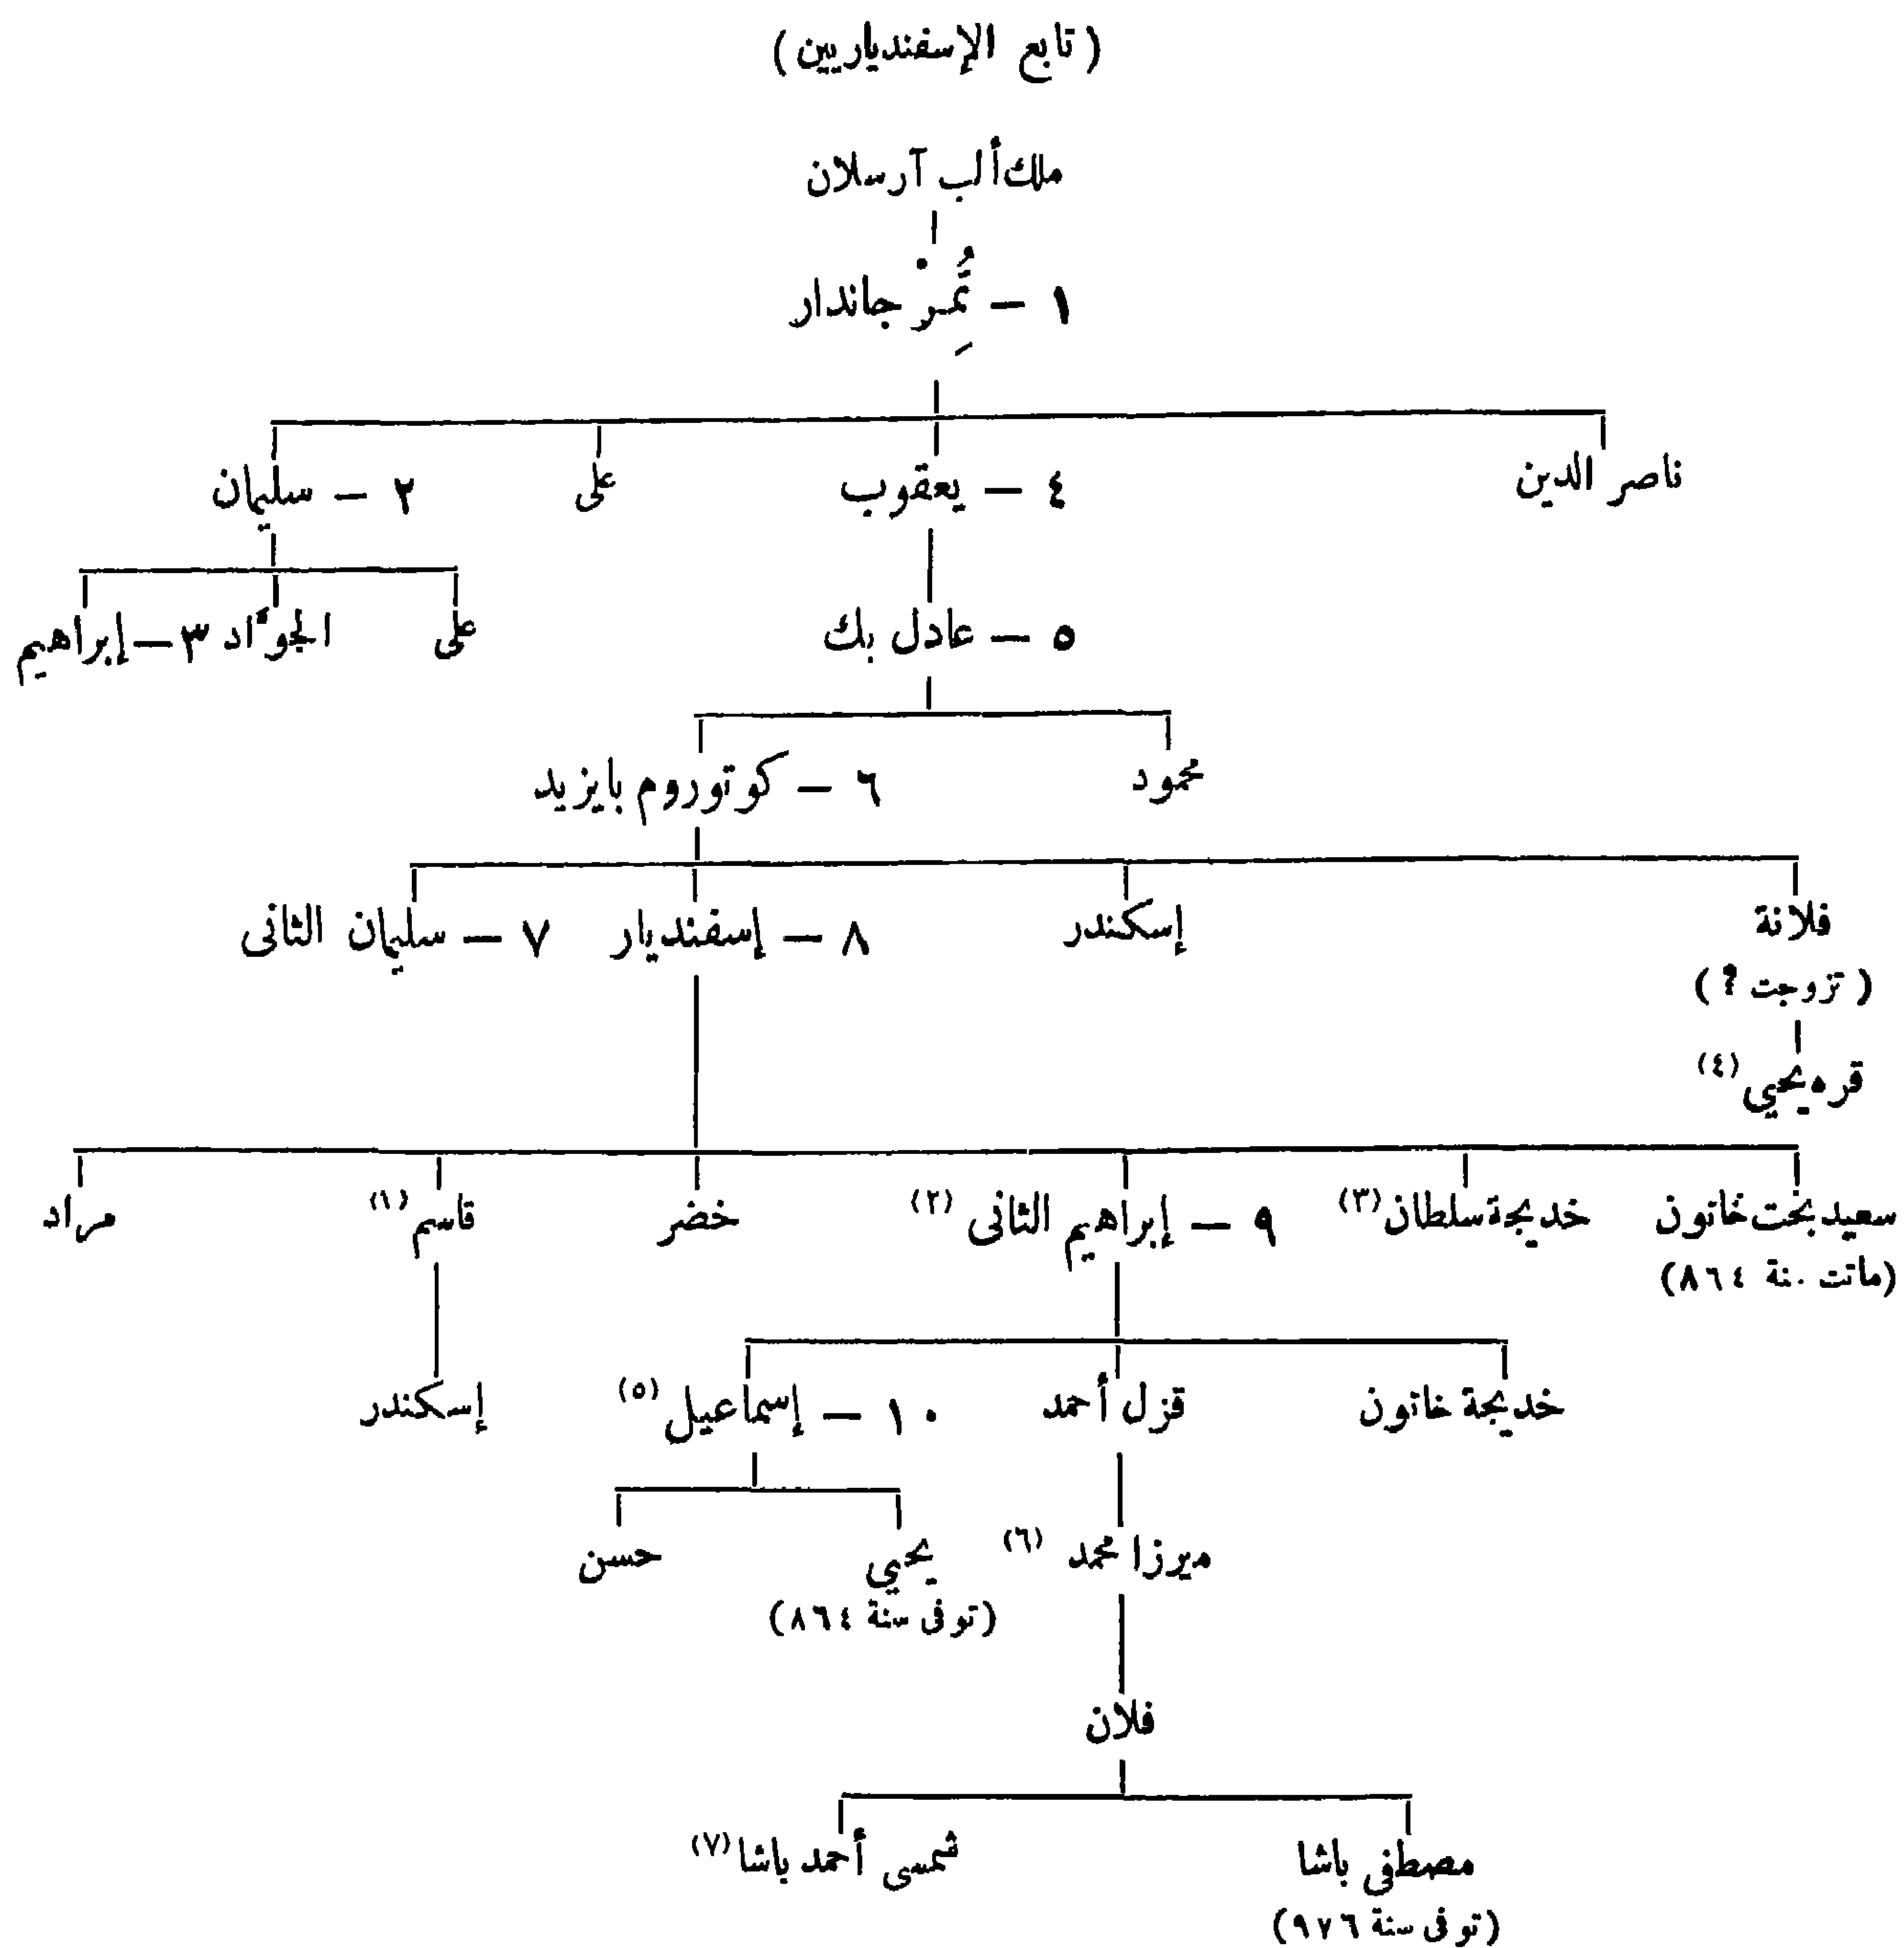 (تابع الإسفنديارين)
ملك ألب آرسلان
١ – تُمِرْ جاندار
ناصر الدين
٤ – يعقوب
على
٢ – سليمان
٥ – عادل بك
على
الجوّاد
٣ – إبراهيم
محمود
٦ – كوتوروم بايزيد
فلانة
(تزوجت ؟)
قره يحيي (٤)
إسكندر
٨ – إسفنديار
٧ – سليمان الثانى
سعيد بخت خاتون
(ماتت سنة ٨٦٤)
خديجة سلطان (٣)
٩ – إبراهيم الثانى (٢)
خضر
قاسم (١)
مراد
خديجة خاتون
قزل أحمد
١٠ – إسماعيل (٥)
إسكندر
ميرزا محمد (٦)
يحيي
(توفى سنة ٨٦٤)
حسن
فلان
مصطفى باشا
(توفى سنة ٩٧٦)
شمسى أحمد باشا (٧)